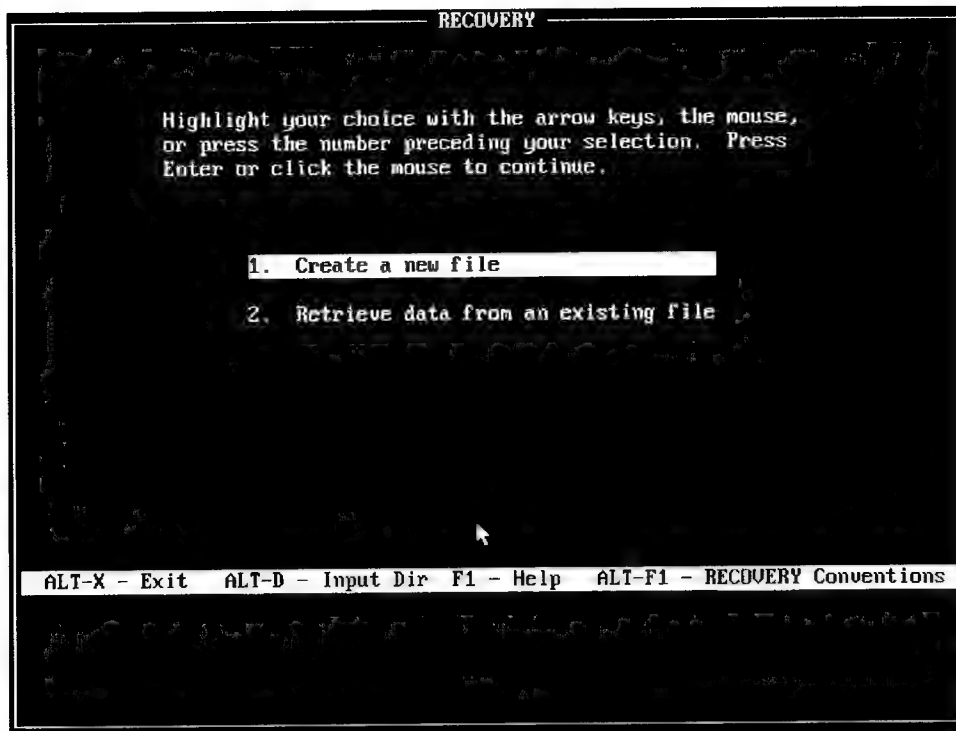 RECOVERY
Highlight your choice with the arrow keys, the mouse,
or press the number preceding your selection. Press
Enter or click the mouse to continue.
1. Create a new file
2. Retrieve data from an existing file
ALT-X - Exit ALT-D - Input Dir F1 - Help ALT-F1 - RECOVERY Conventions